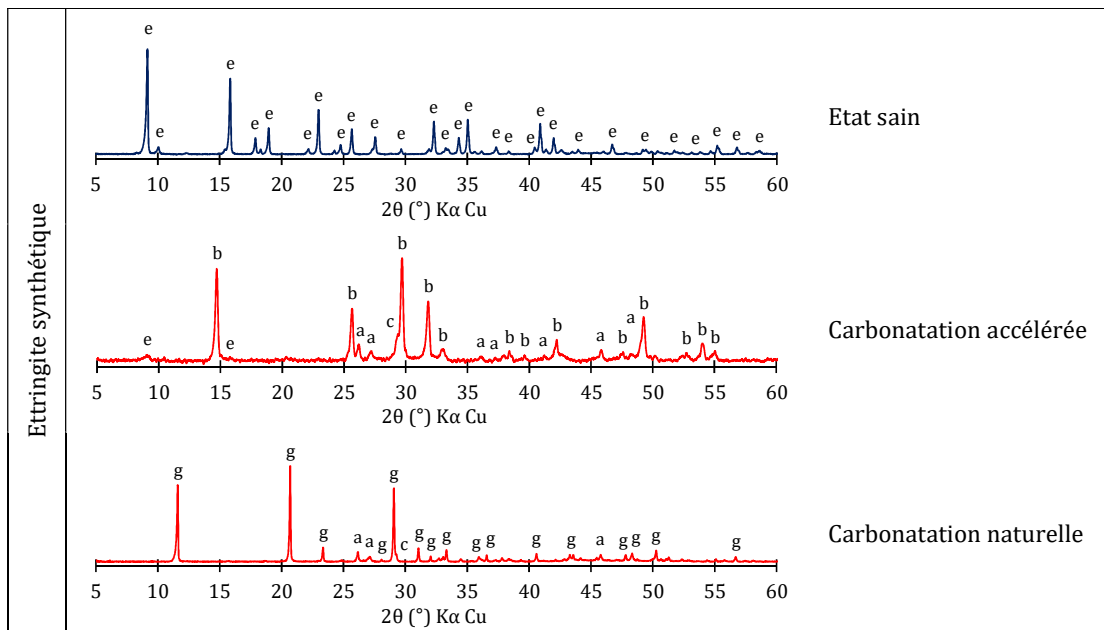 Ettringite synthétique
e e e e e e e e e e e e e e e e e e e e e e e e e e e
5 10 15 20 25 30 35 40 45 50 55 60
2θ (°) Kα Cu
Etat sain
e b e b a a c b b b a a b b a b a b a b b b b
5 10 15 20 25 30 35 40 45 50 55 60
2θ (°) Kα Cu
Carbonatation accélérée
g g g a a g g c g g g g g g g a g g g g
5 10 15 20 25 30 35 40 45 50 55 60
2θ (°) Kα Cu
Carbonatation naturelle